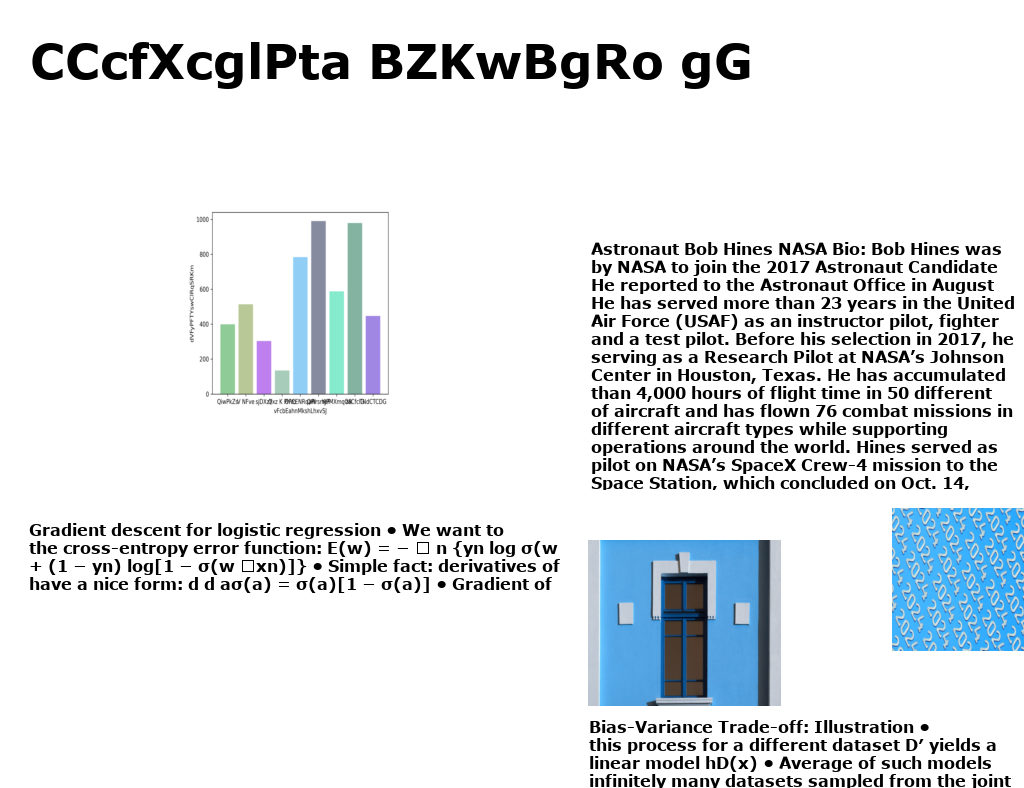 CCcfXcglPta BZKwBgRo gG
1000
800
600
400
200
0
Astronaut Bob Hines NASA Bio: Bob Hines was
by NASA to join the 2017 Astronaut Candidate
He reported to the Astronaut Office in August
He has served more than 23 years in the United
Air Force (USAF) as an instructor pilot, fighter
and a test pilot. Before his selection in 2017, he
serving as a Research Pilot at NASA’s Johnson
Center in Houston, Texas. He has accumulated
than 4,000 hours of flight time in 50 different
of aircraft and has flown 76 combat missions in
different aircraft types while supporting
operations around the world. Hines served as
pilot on NASA’s SpaceX Crew-4 mission to the
Space Station, which concluded on Oct. 14,
Gradient descent for logistic regression • We want to
the cross-entropy error function: E(w) = − □ n {yn log σ(w
+ (1 − yn) log[1 − σ(w □xn)]} • Simple fact: derivatives of
have a nice form: d d aσ(a) = σ(a)[1 − σ(a)] • Gradient of
Bias-Variance Trade-off: Illustration •
this process for a different dataset D’ yields a
linear model hD(x) • Average of such models
infinitely many datasets sampled from the joint